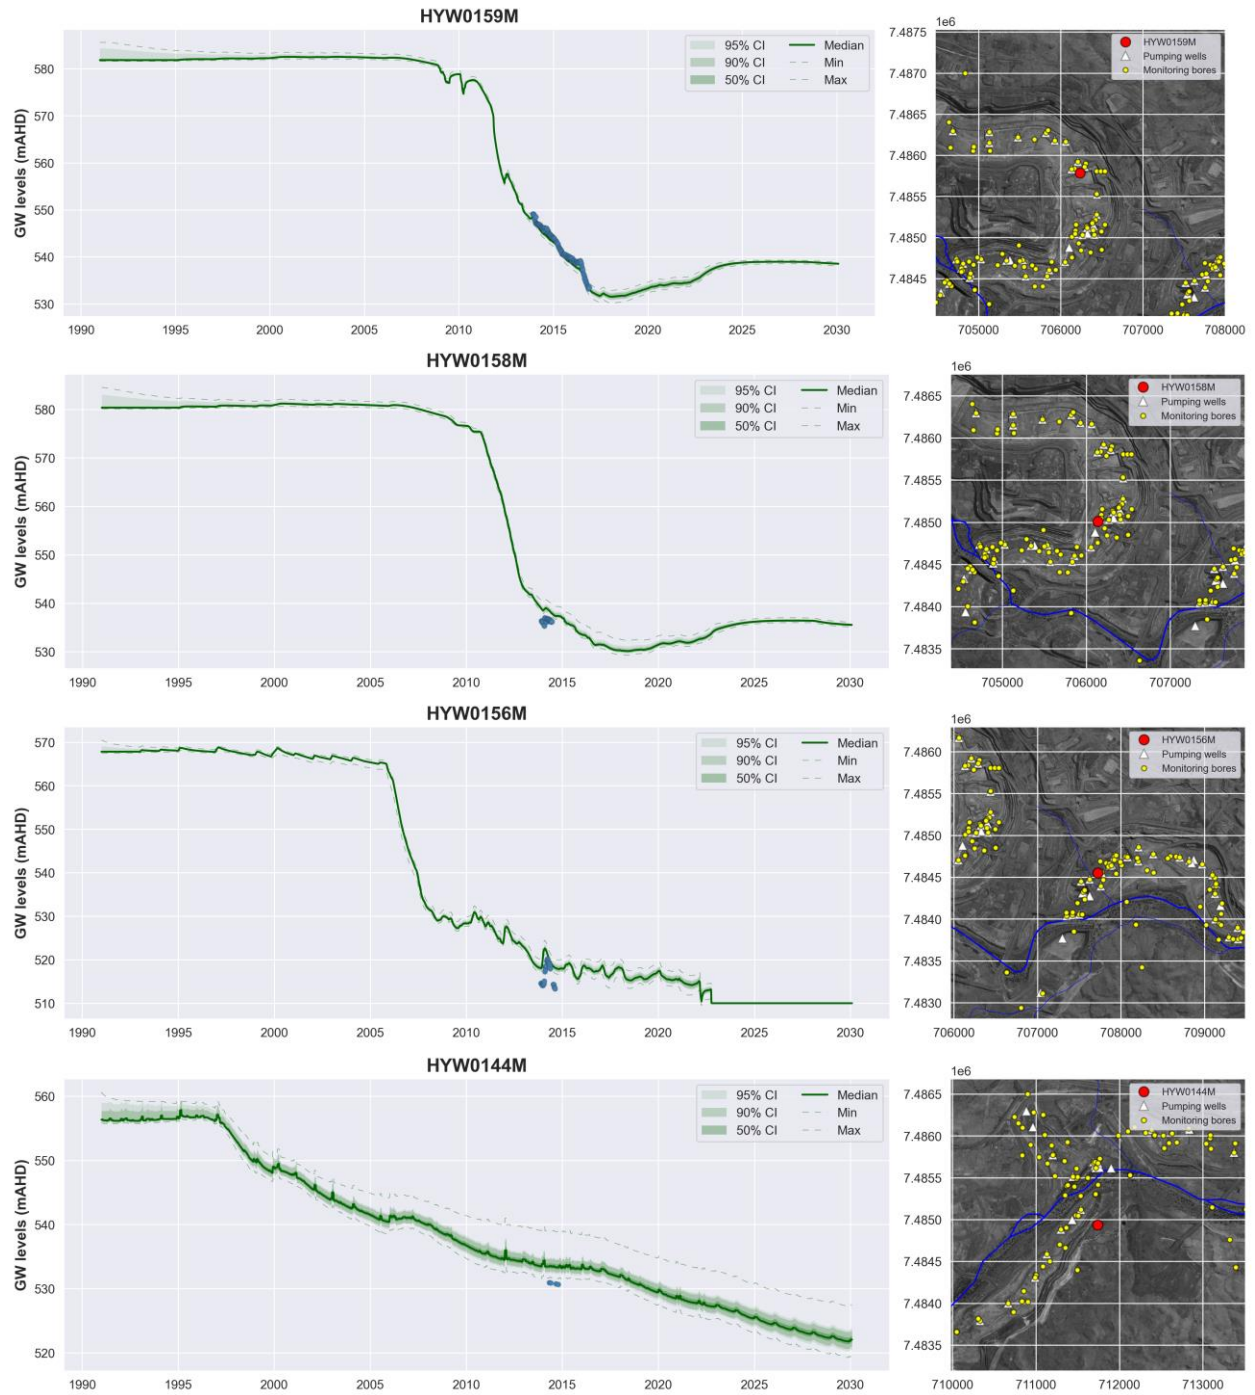 HYW0159M
GW levels (mAHD)
580
570
560
550
540
530
1990 1995 2000 2005 2010 2015 2020 2025 2030
95% CI Median
90% CI Min
50% CI Max
1e6
7.4875
7.4870
7.4865
7.4860
7.4855
7.4850
7.4845
705000 706000 707000 708000
HYW0159M
Pumping wells
Monitoring bores
HYW0158M
GW levels (mAHD)
580
570
560
550
540
530
1990 1995 2000 2005 2010 2015 2020 2025 2030
95% CI Median
90% CI Min
50% CI Max
1e6
7.4865
7.4860
7.4855
7.4850
7.4845
7.4840
7.4835
705000 706000 707000
HYW0158M
Pumping wells
Monitoring bores
HYW0156M
GW levels (mAHD)
570
560
550
540
530
520
510
1990 1995 2000 2005 2010 2015 2020 2025 2030
95% CI Median
90% CI Min
50% CI Max
1e6
7.4860
7.4855
7.4850
7.4845
7.4840
7.4835
7.4830
706000 707000 708000 709000
HYW0156M
Pumping wells
Monitoring bores
HYW0144M
GW levels (mAHD)
560
550
540
530
520
1990 1995 2000 2005 2010 2015 2020 2025 2030
95% CI Median
90% CI Min
50% CI Max
1e6
7.4865
7.4860
7.4855
7.4850
7.4845
7.4840
7.4835
710000 711000 712000 713000
HYW0144M
Pumping wells
Monitoring bores